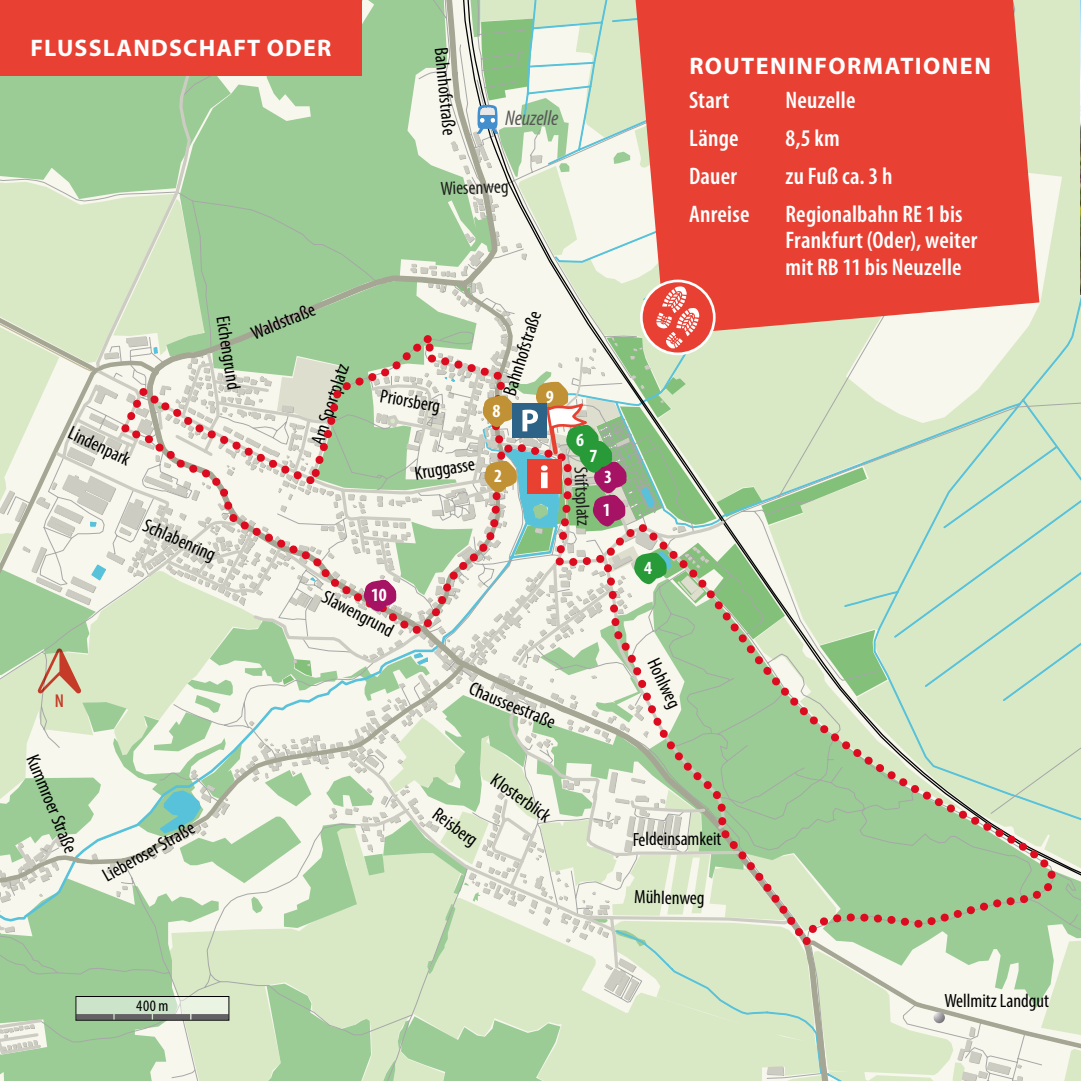 FLUSSLANDSCHAFT ODER
ROUTENINFORMATIONEN
Start Neuzelle
Länge 8,5 km
Dauer zu Fuß ca. 3 h
Anreise Regionalbahn RE 1 bis
Frankfurt (Oder), weiter
mit RB 11 bis Neuzelle
Bahnhofstraße
Neuzelle
Wiesenweg
Waldstraße
Eichengrund
Bahnhofstraße
Am Sportplatz
Priorsberg
8
P
9
Lindenpark
Kruggasse
2
i
6
7
3
1
Stiftsplatz
Schlabenring
4
10
Slawengrund
N
Hohlweg
Chausseestraße
Kummroer Straße
Klosterblick
Reisberg
Lieberoser Straße
Feldeinsamkeit
Mühlenweg
400 m
Wellmitz Landgut